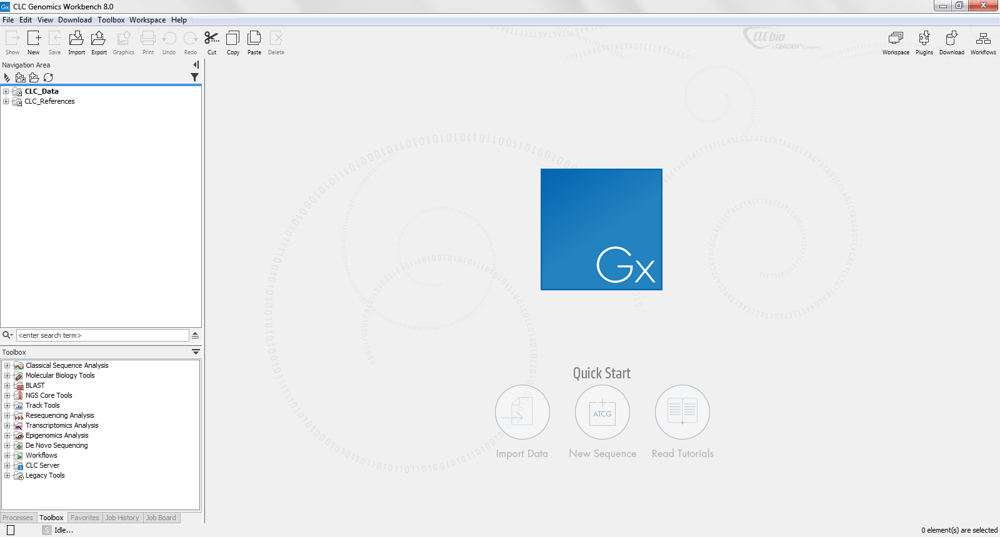 Gx CLC Genomics Workbench 8.0
File Edit View Download Toolbox Workspace Help
Show New Save Import Export Graphics Print Undo Redo Cut Copy Paste Delete
CLCbio
A QIAGEN Company
Workspace Plugins Download Workflows
Navigation Area
CLC_Data
CLC_References
<enter search term>
Toolbox
Classical Sequence Analysis
Molecular Biology Tools
BLAST
NGS Core Tools
Track Tools
Resequencing Analysis
Transcriptomics Analysis
Epigenomics Analysis
De Novo Sequencing
Workflows
CLC Server
Legacy Tools
Processes Toolbox Favorites Job History Job Board
S Idle...
Gx
Quick Start
ATCG
Import Data New Sequence Read Tutorials
0 element(s) are selected